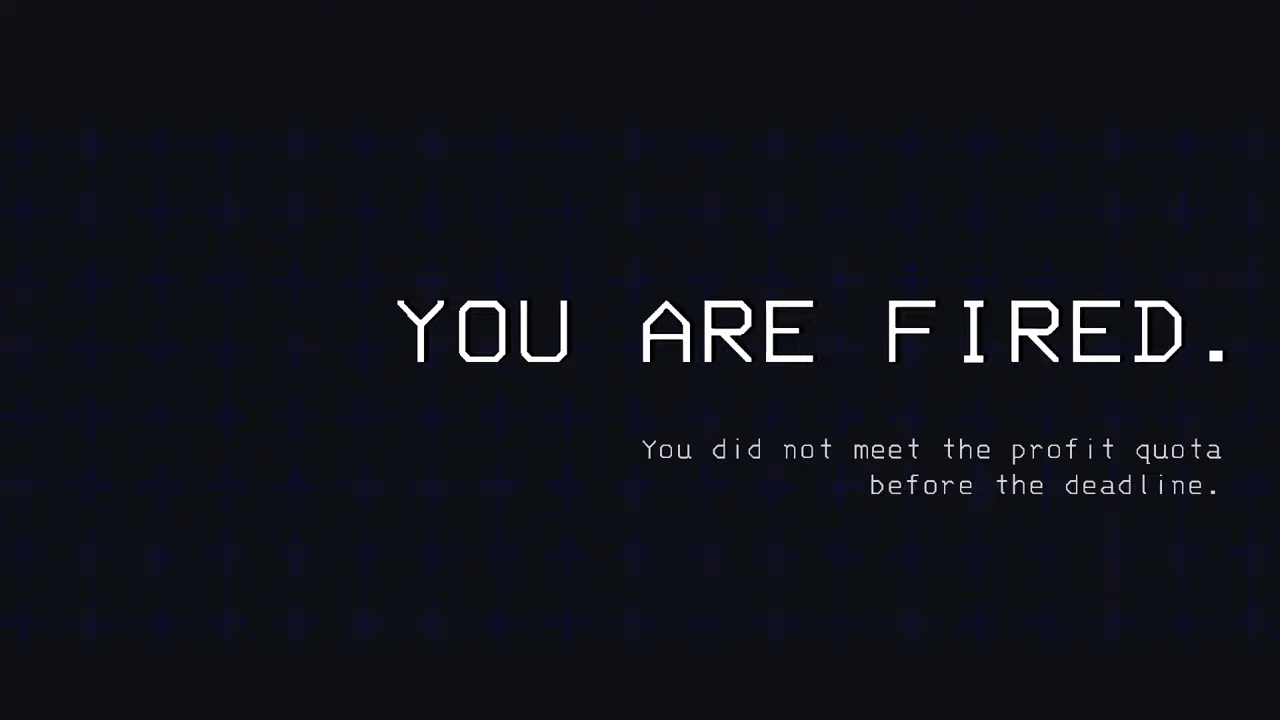 YOU ARE FIRED.
You did not meet the profit quota
before the deadline.